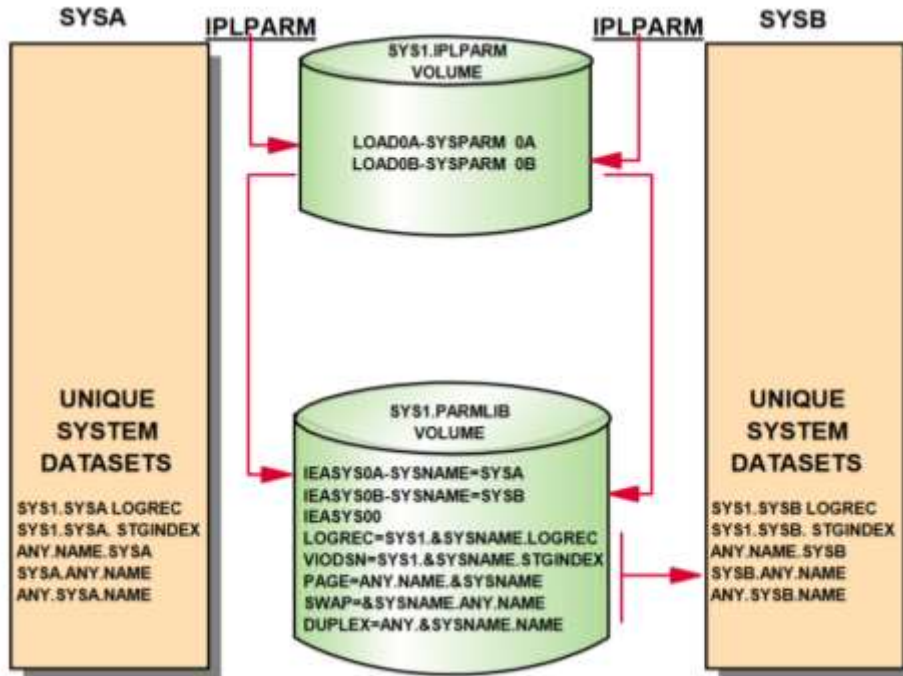 SYSA
IPLPARM
IPLPARM
SYSB
SYS1.IPLPARM
VOLUME
LOAD0A-SYSPARM 0A
LOAD0B-SYSPARM 0B
UNIQUE
SYSTEM
DATASETS
SYS1.SYSA LOGREC
SYS1.SYSA. STGINDEX
ANY.NAME.SYSA
SYSA.ANY.NAME
ANY.SYSA.NAME
SYS1.PARMLIB
VOLUME
IEASYS0A-SYSNAME=SYSA
IEASYS0B-SYSNAME=SYSB
IEASYS00
LOGREC=SYS1.&SYSNAME.LOGREC
VIODSN=SYS1.&SYSNAME.STGINDEX
PAGE=ANY.NAME.&SYSNAME
SWAP=&SYSNAME.ANY.NAME
DUPLEX=ANY.&SYSNAME.NAME
UNIQUE
SYSTEM
DATASETS
SYS1.SYSB LOGREC
SYS1.SYSB. STGINDEX
ANY.NAME.SYSB
SYSB.ANY.NAME
ANY.SYSB.NAME